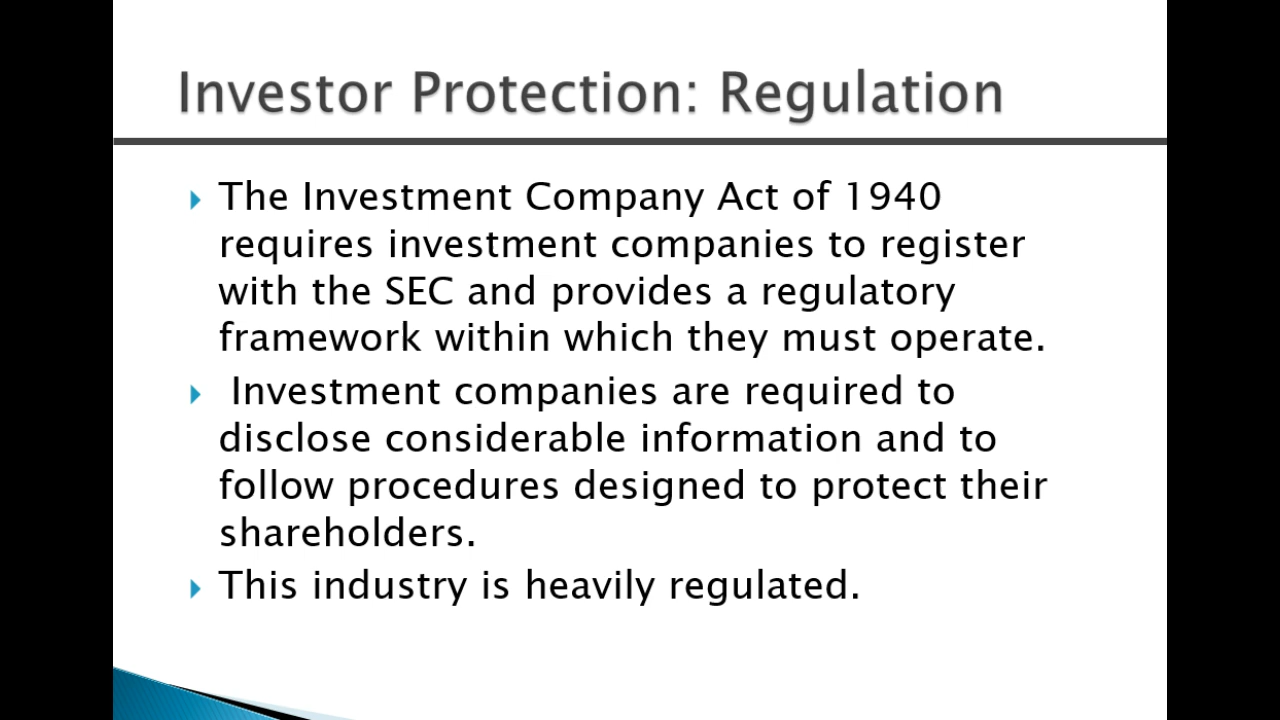 Investor Protection: Regulation
The Investment Company Act of 1940
requires investment companies to register
with the SEC and provides a regulatory
framework within which they must operate.
Investment companies are required to
disclose considerable information and to
follow procedures designed to protect their
shareholders.
This industry is heavily regulated.